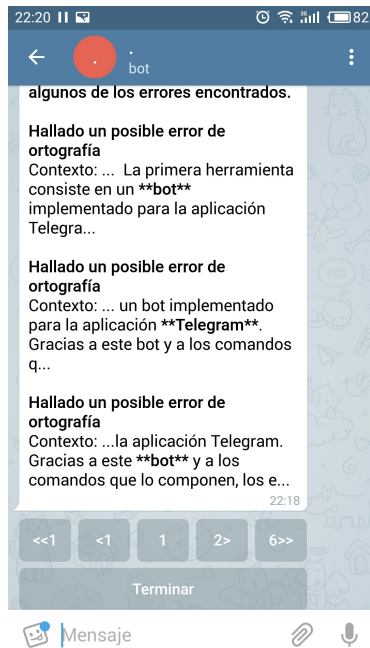 22:20
82
.
.
bot
algunos de los errores encontrados.
Hallado un posible error de
ortografía
Contexto: ... La primera herramienta
consiste en un **bot**
implementado para la aplicación
Telegra...
Hallado un posible error de
ortografía
Contexto: ... un bot implementado
para la aplicación **Telegram**.
Gracias a este bot y a los comandos
q...
Hallado un posible error de
ortografía
Contexto: ...la aplicación Telegram.
Gracias a este **bot** y a los
comandos que lo componen, los e...
22:18
<<1 <1 1 2> 6>>
Terminar
Mensaje